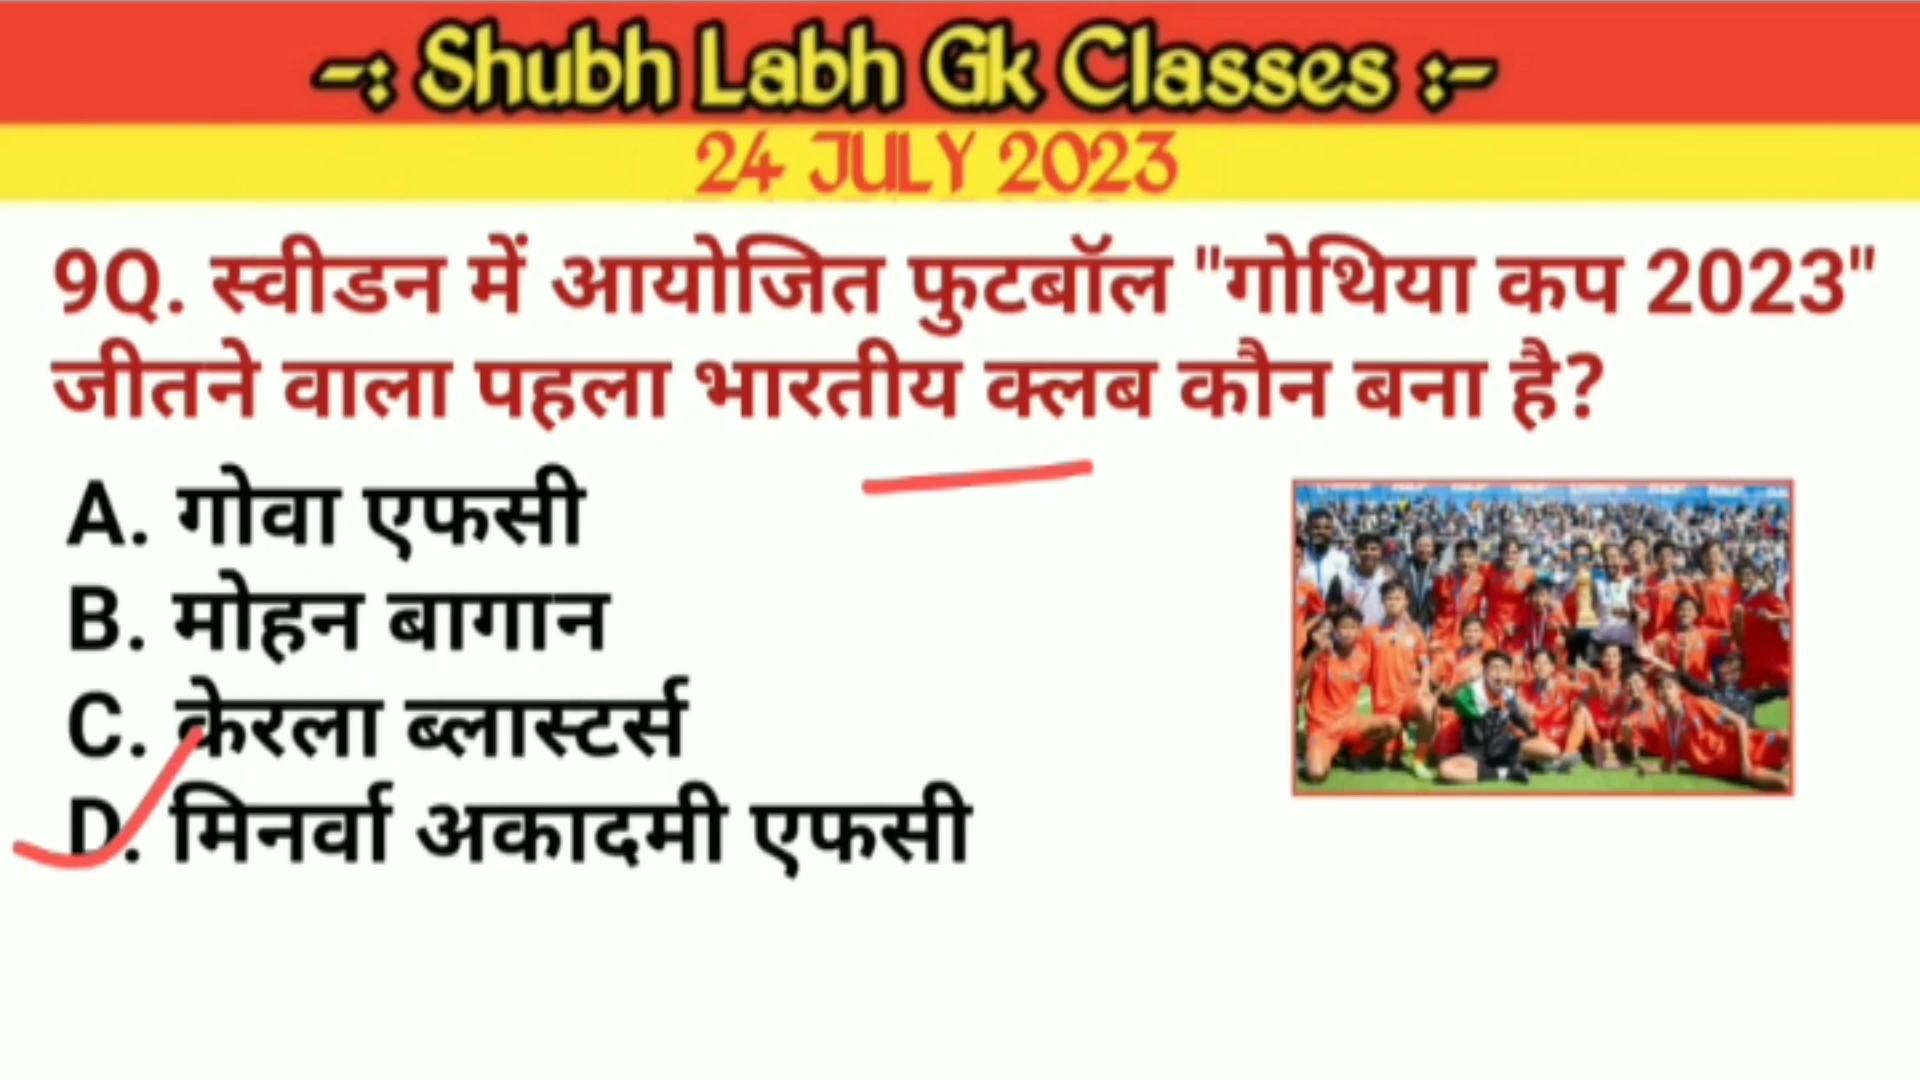 -: Shubh Labh Gk Classes :-
24 JULY 2023
9Q. स्वीडन में आयोजित फुटबॉल "गोथिया कप 2023"
जीतने वाला पहला भारतीय क्लब कौन बना है?
A. गोवा एफसी
B. मोहन बागान
C. केरला ब्लास्टर्स
D. मिनर्वा अकादमी एफसी